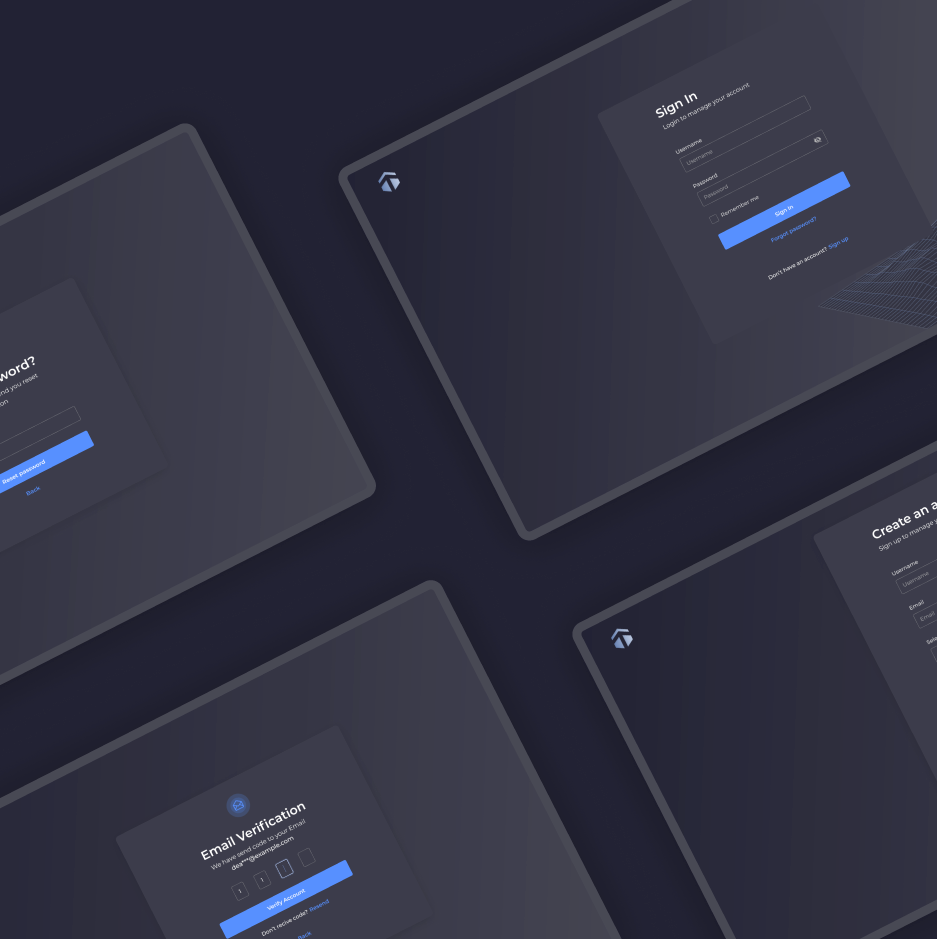 Sign In
Login to manage your account
Username
Username
Password
Password
Remember me
Sign In
Forgot password?
Don't have an account? Sign up
word?
nd you reset
on
Reset password
Back
Create an a
Sign up to manage y
Username
Username
Email
Email
Sele
Email Verification
We have send code to your Email
dea***@example.com
1
1
Verify Account
Don't recive code? Resend
Back